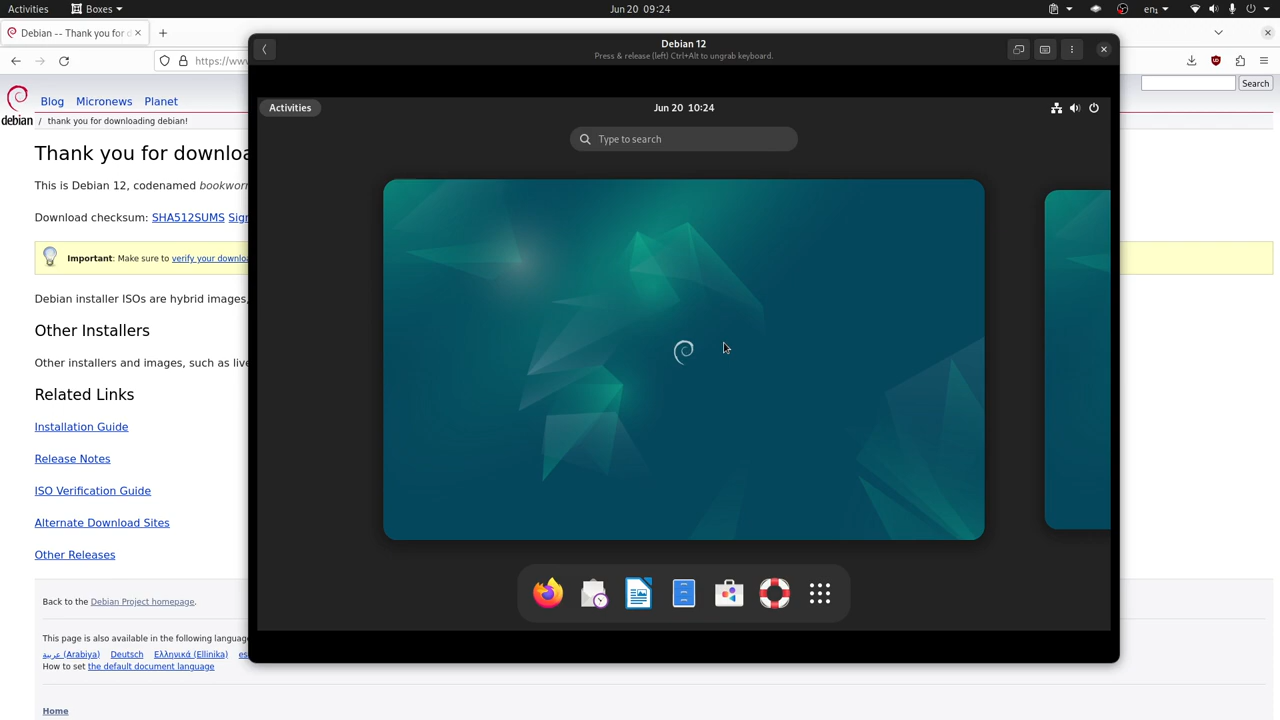 Activities Boxes Jun 20 09:24 en₁
Debian -- Thank you for d
https://www
Debian 12
Press & release (left) Ctrl+Alt to ungrab keyboard.
Search
Blog Micronews Planet
debian / thank you for downloading debian!
Activities Jun 20 10:24
Type to search
Thank you for downloa
This is Debian 12, codenamed bookwor
Download checksum: SHA512SUMS Sign
Important: Make sure to verify your downloa
Debian installer ISOs are hybrid images,
Other Installers
Other installers and images, such as live
Related Links
Installation Guide
Release Notes
ISO Verification Guide
Alternate Download Sites
Other Releases
Back to the Debian Project homepage.
This page is also available in the following language
عربية (Arabiya) Deutsch Ελληνικά (Ellinika) es
How to set the default document language
Home